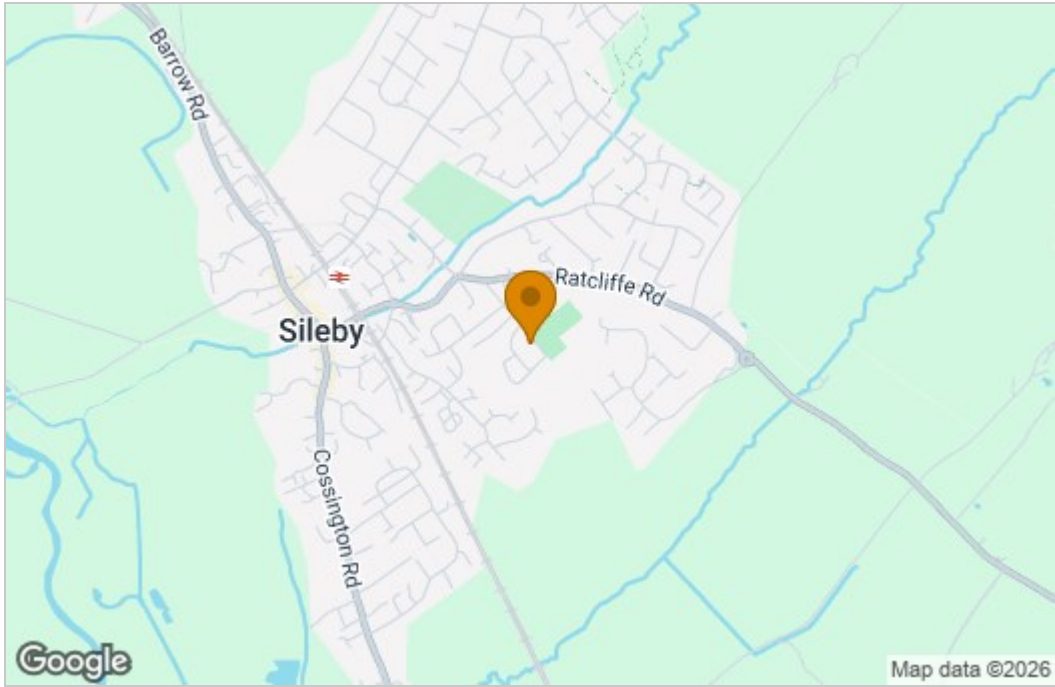 Barrow Rd
Ratcliffe Rd
Sileby
Cossington Rd
Google
Map data ©2026